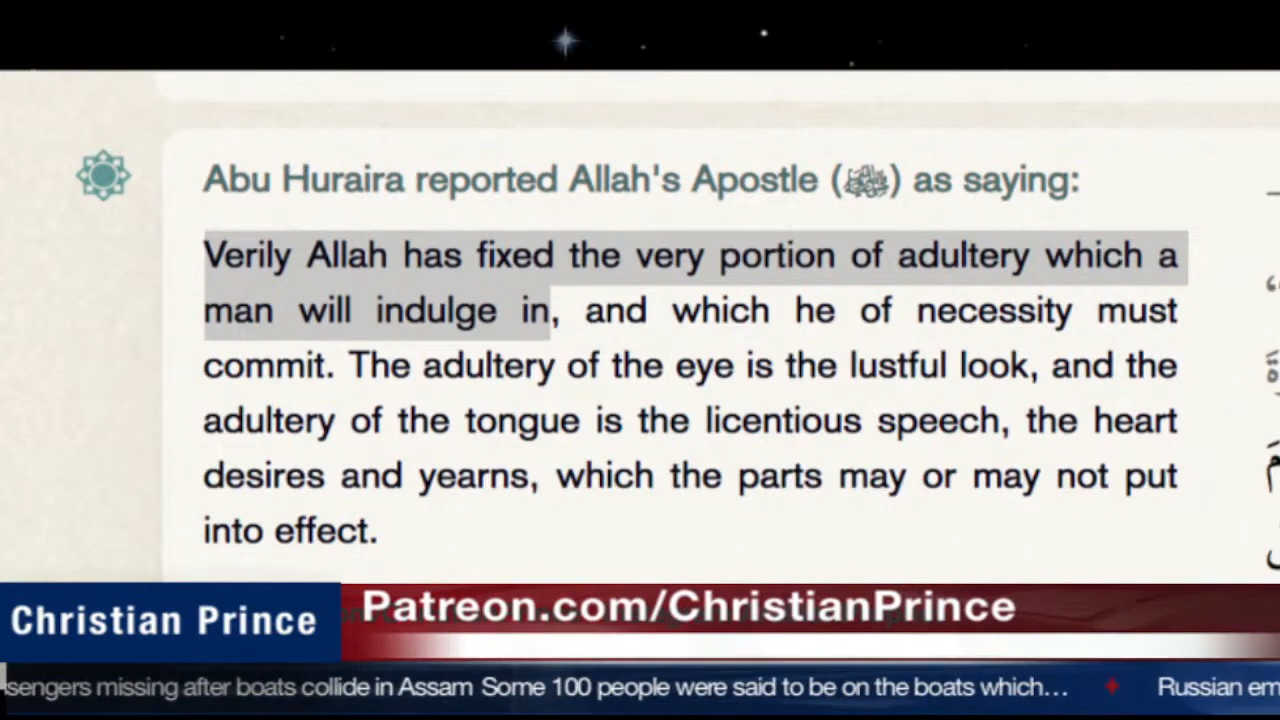 Abu Huraira reported Allah's Apostle (ﷺ) as saying:
Verily Allah has fixed the very portion of adultery which a
man will indulge in, and which he of necessity must
commit. The adultery of the eye is the lustful look, and the
adultery of the tongue is the licentious speech, the heart
desires and yearns, which the parts may or may not put
into effect.
Christian Prince
Patreon.com/ChristianPrince
sengers missing after boats collide in Assam Some 100 people were said to be on the boats which... Russian em